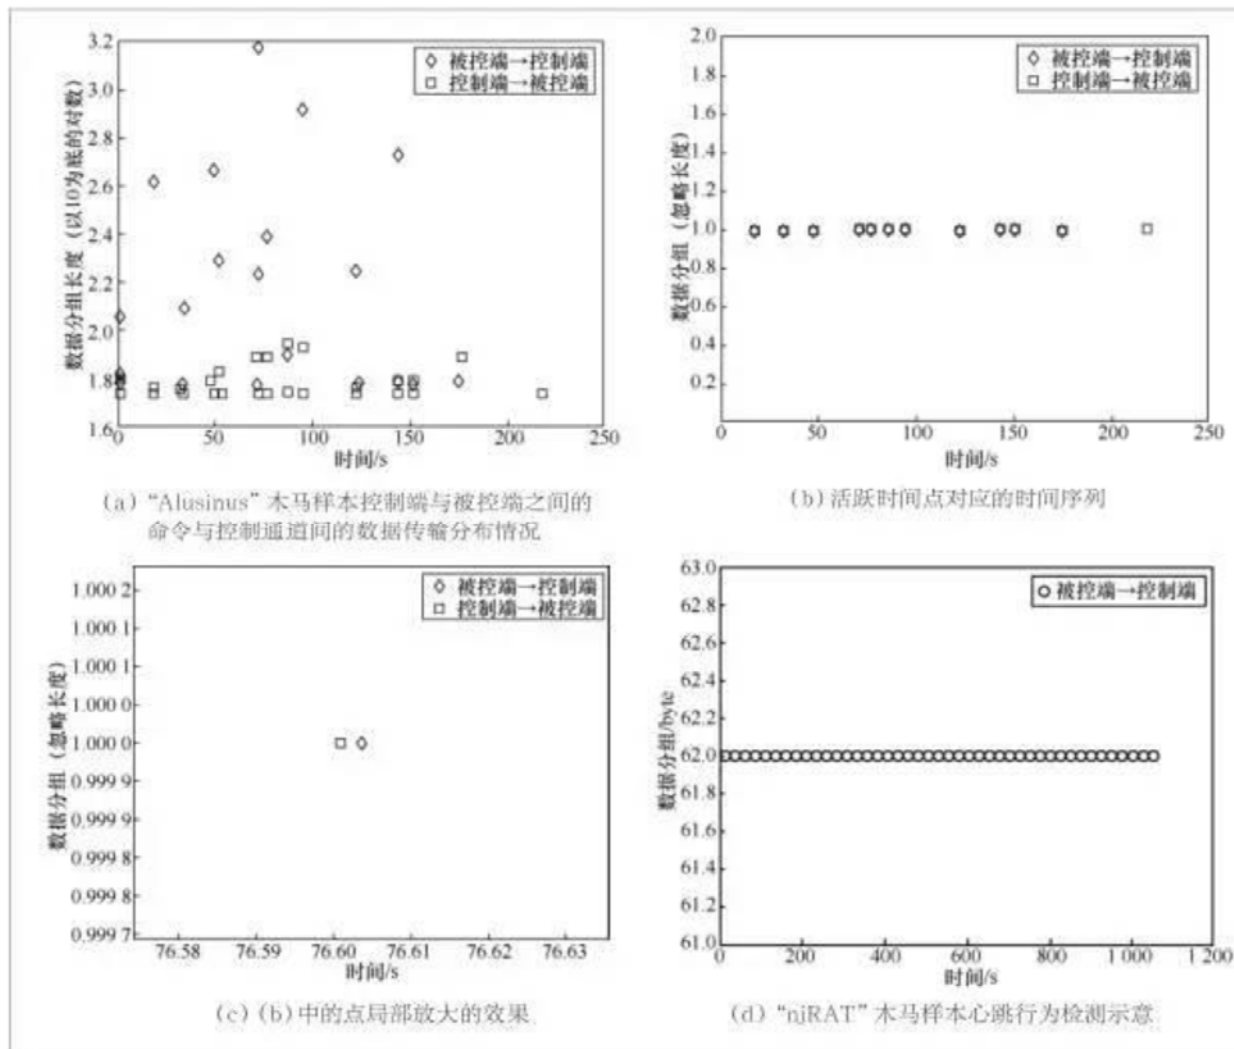 3.2
3.0
2.8
2.6
2.4
2.2
2.0
1.8
1.6
数据分组长度（以10为底的对数）
被控端→控制端
控制端→被控端
0 50 100 150 200 250
时间/s
(a) “Alusinus” 木马样本控制端与被控端之间的
命令与控制通道间的数据传输分布情况
2.0
1.8
1.6
1.4
1.2
1.0
0.8
0.6
0.4
0.2
数据分组（忽略长度）
被控端→控制端
控制端→被控端
0 50 100 150 200 250
时间/s
(b) 活跃时间点对应的时间序列
1.000 2
1.000 1
1.000 1
1.000 0
1.000 0
0.999 9
0.999 9
0.999 8
0.999 8
0.999 7
数据分组（忽略长度）
被控端→控制端
控制端→被控端
76.58 76.59 76.60 76.61 76.62 76.63
时间/s
(c) (b)中的点局部放大的效果
63.0
62.8
62.6
62.4
62.2
62.0
61.8
61.6
61.4
61.2
61.0
数据分组/byte
被控端→控制端
0 200 400 600 800 1 000 1 200
时间/s
(d) “njRAT” 木马样本心跳行为检测示意